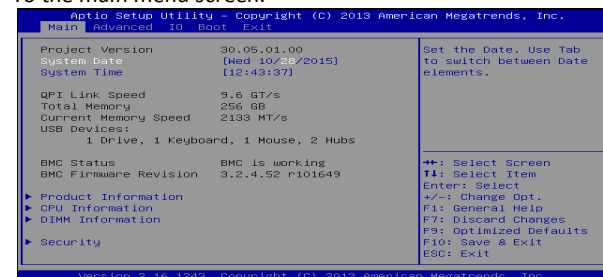 To the main menu screen.
Aptio Setup Utility – Copyright (C) 2013 American Megatrends, Inc.
Main Advanced IO Boot Exit
Project Version 30.05.01.00
System Date [Wed 10/28/2015]
System Time [12:43:37]
QPI Link Speed 9.6 GT/s
Total Memory 256 GB
Current Memory Speed 2133 MT/s
USB Devices:
1 Drive, 1 Keyboard, 1 Mouse, 2 Hubs
BMC Status BMC is working
BMC Firmware Revision 3.2.4.52 r101649
► Product Information
► CPU Information
► DIMM Information
► Security
Set the Date. Use Tab
to switch between Date
elements.
→←: Select Screen
↑↓: Select Item
Enter: Select
+/-: Change Opt.
F1: General Help
F7: Discard Changes
F9: Optimized Defaults
F10: Save & Exit
ESC: Exit
Version 2.16.1243. Copyright (C) 2013 American Megatrends, Inc.